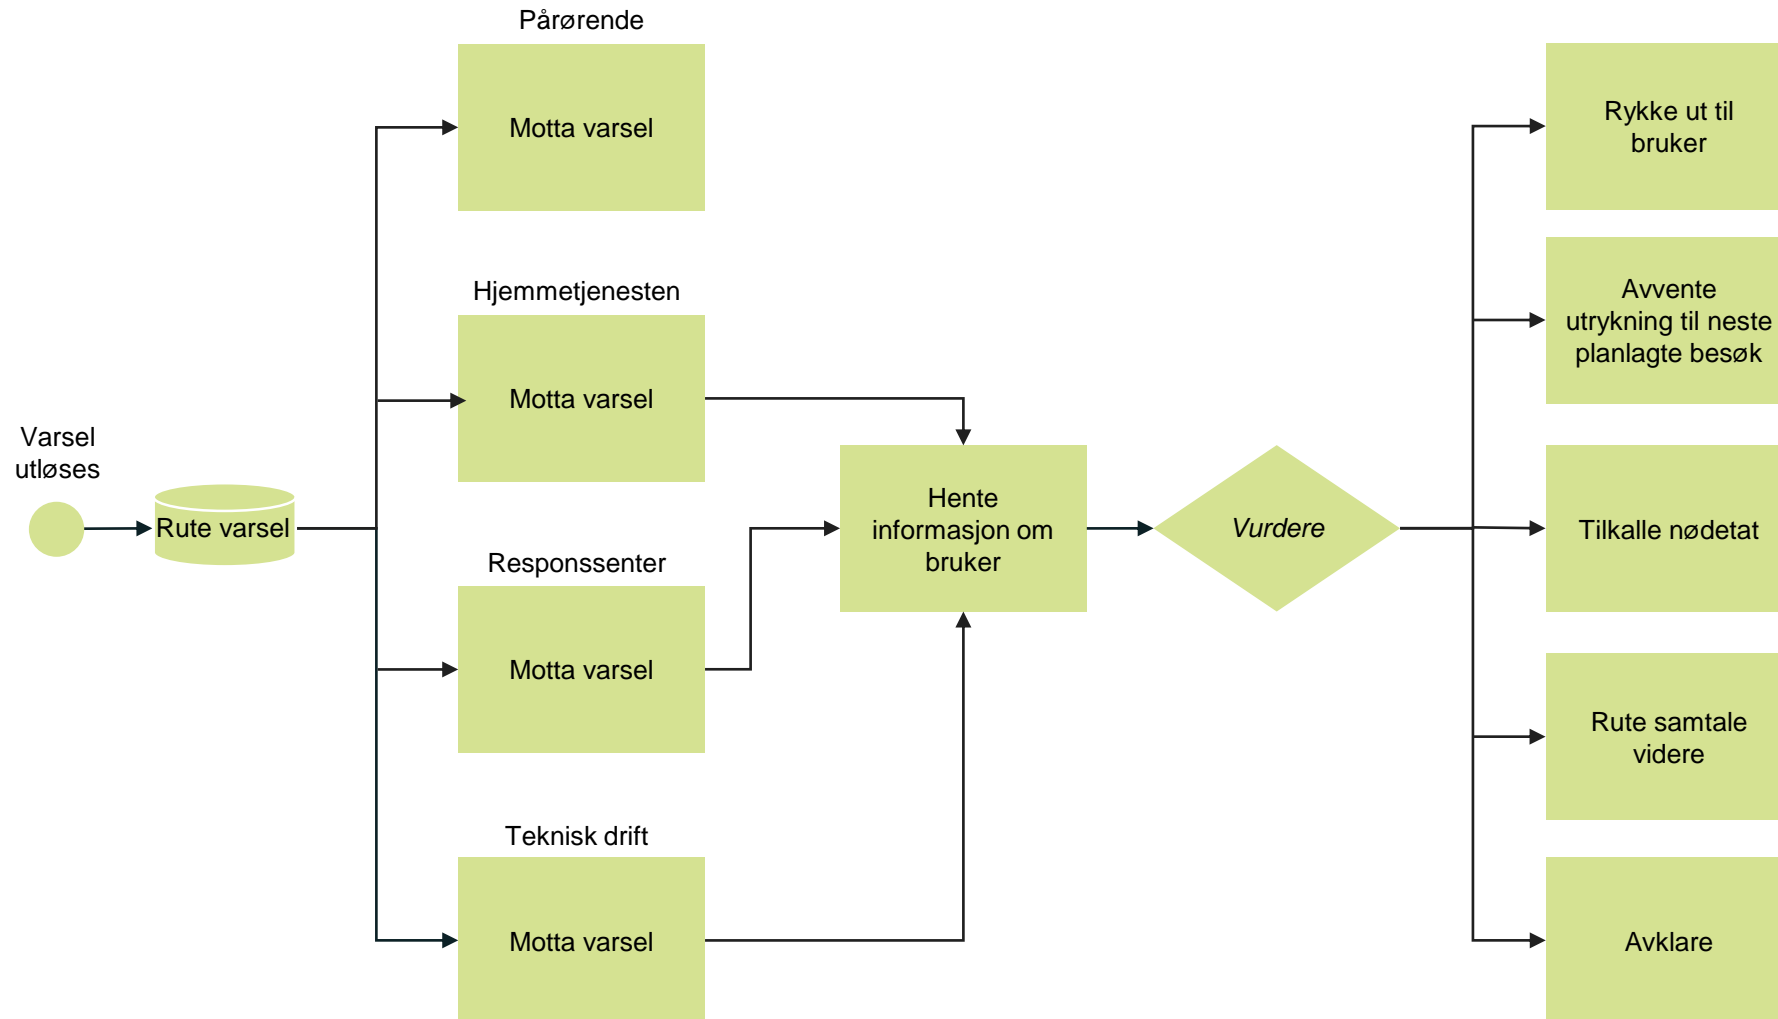 Varsel
utløses
Rute varsel
Pårørende
Motta varsel
Hjemmetjenesten
Motta varsel
Responssenter
Motta varsel
Teknisk drift
Motta varsel
Hente
informasjon om
bruker
Vurdere
Rykke ut til
bruker
Avvente
utrykning til neste
planlagte besøk
Tilkalle nødetat
Rute samtale
videre
Avklare